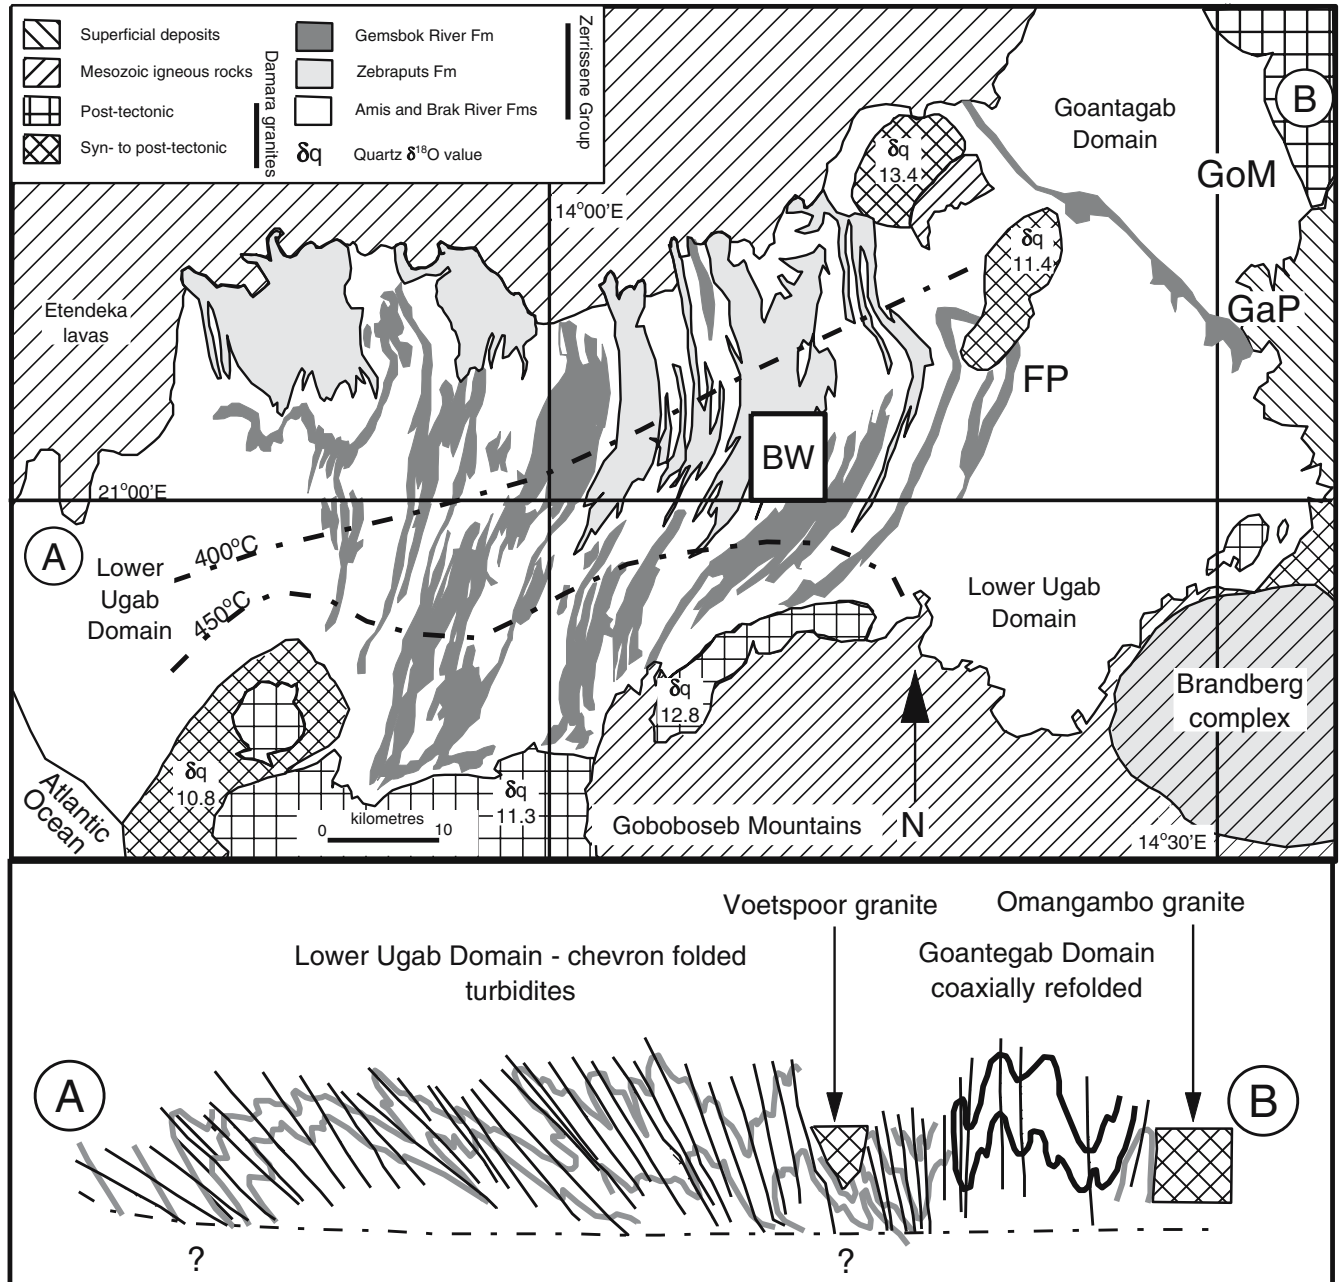 Superficial deposits
Mesozoic igneous rocks
Post-tectonic
Syn- to post-tectonic
Damara granites
Gemsbok River Fm
Zebraputs Fm
Amis and Brak River Fms
δq Quartz δ18O value
Zerrissene Group
Goantagab
Domain
B
GoM
δq
13.4
14°00'E
δq
11.4
GaP
Etendeka
lavas
FP
BW
21°00'E
A
400°C
Lower
Ugab
Domain
450°C
Lower Ugab
Domain
δq
12.8
Brandberg
complex
δq
10.8
Atlantic
Ocean
δq
11.3
kilometres
0 10
Goboboseb Mountains
N
14°30'E
Voetspoor granite
Omangambo granite
Lower Ugab Domain - chevron folded
turbidites
Goantegab Domain
coaxially refolded
A
B
?
?